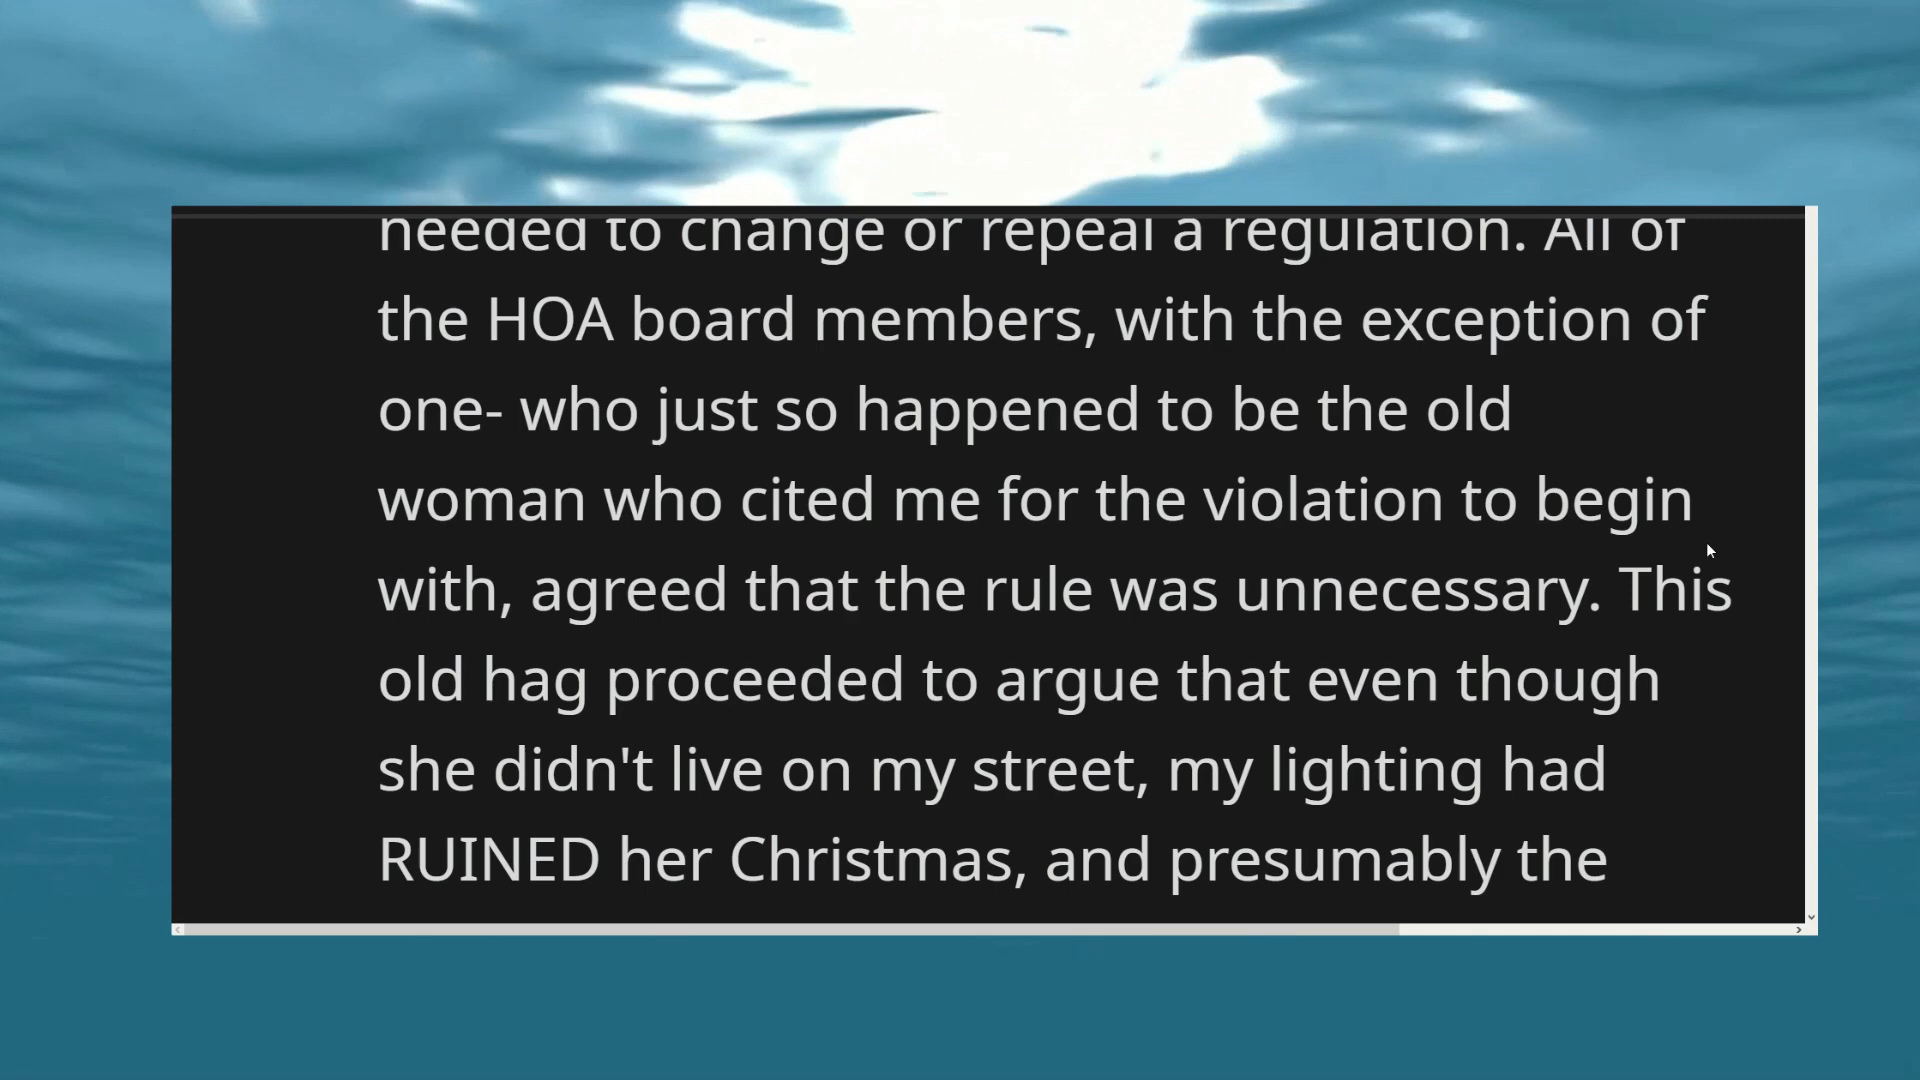 needed to change or repeal a regulation. All of
the HOA board members, with the exception of
one- who just so happened to be the old
woman who cited me for the violation to begin
with, agreed that the rule was unnecessary. This
old hag proceeded to argue that even though
she didn't live on my street, my lighting had
RUINED her Christmas, and presumably the